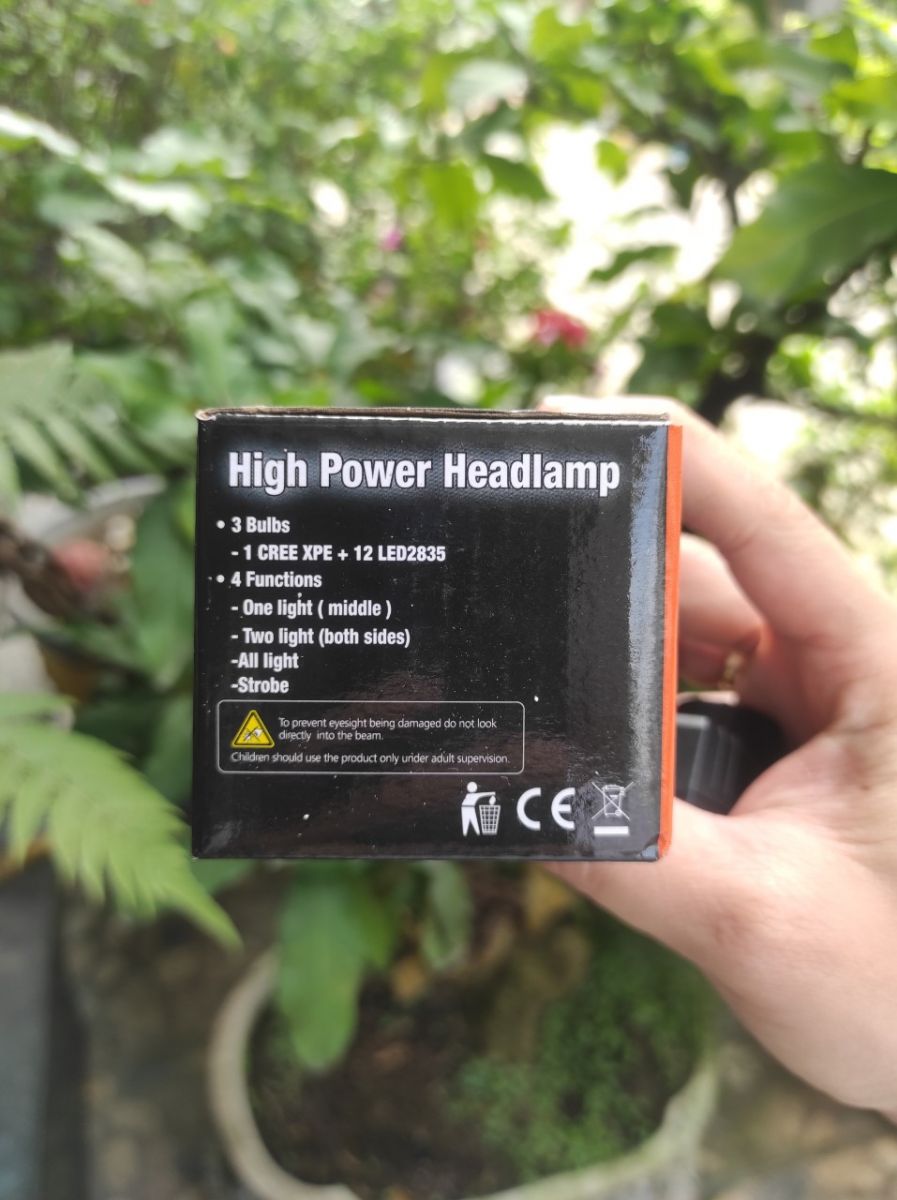 High Power Headlamp
• 3 Bulbs
- 1 CREE XPE + 12 LED2835
• 4 Functions
- One light ( middle )
- Two light (both sides)
-All light
-Strobe
To prevent eyesight being damaged do not look
directly into the beam.
Children should use the product only under adult supervision.
CE